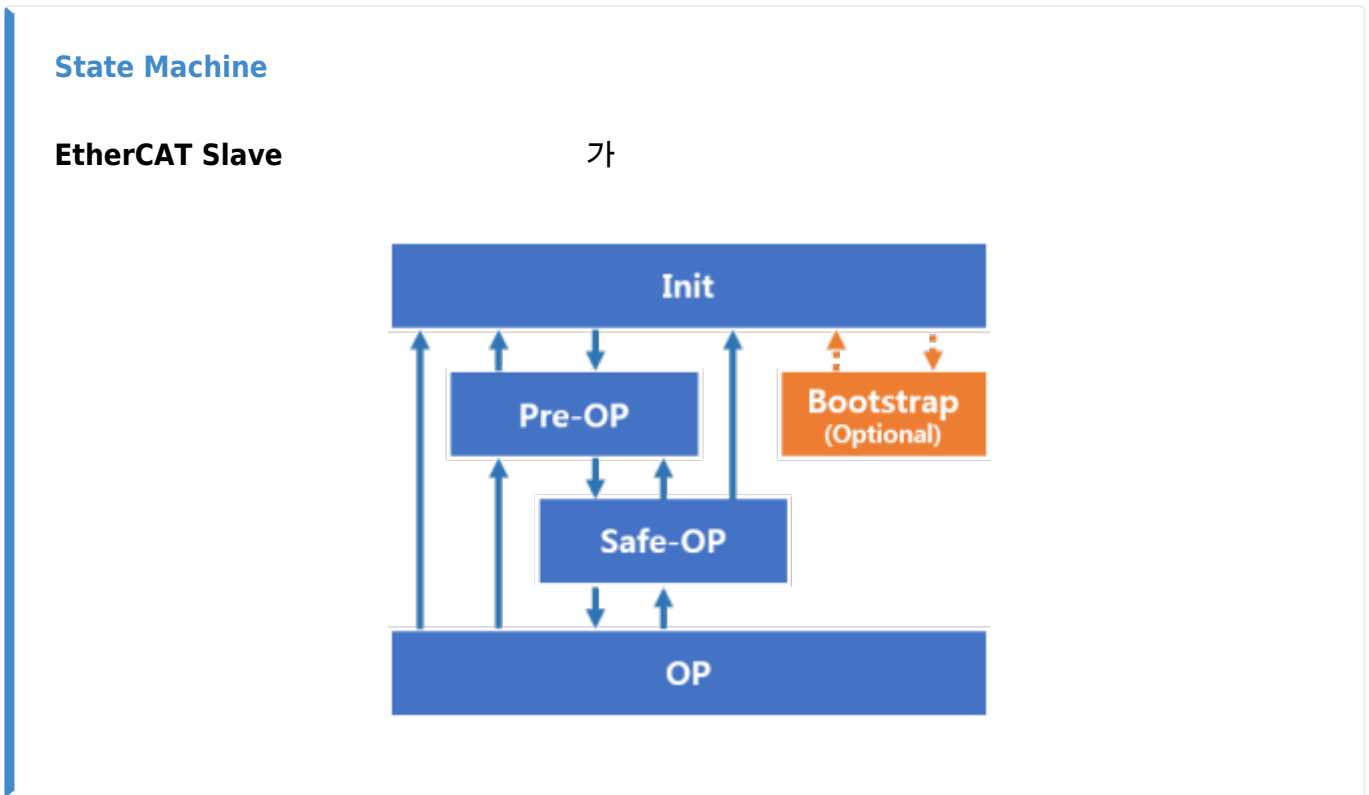 State Machine
EtherCAT Slave 가
Init
Pre-OP
Bootstrap
(Optional)
Safe-OP
OP